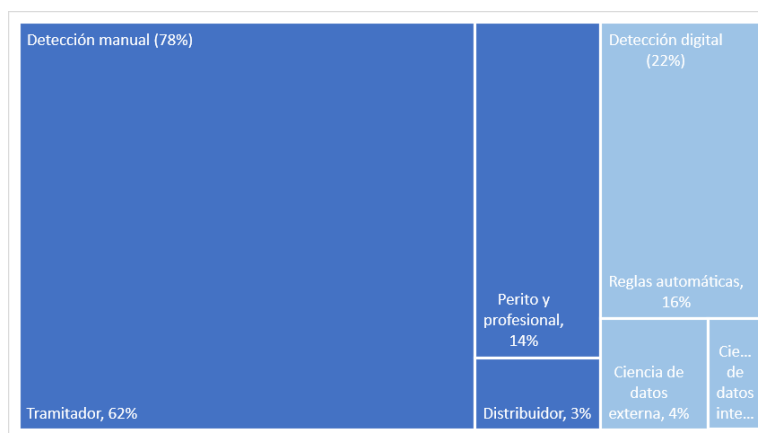 Detección manual (78%)
Detección digital
(22%)
Reglas automáticas,
16%
Perito y
profesional,
14%
Cie...
de
datos
inte...
Ciencia de
datos
externa, 4%
Tramitador, 62%
Distribuidor, 3%